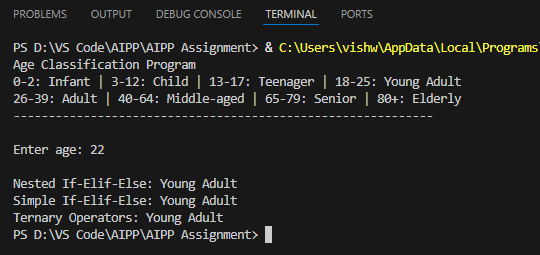 PROBLEMS OUTPUT DEBUG CONSOLE TERMINAL PORTS
PS D:\VS Code\AIPP\AIPP Assignment> & C:\Users\vishw\AppData\Local\Programs
Age Classification Program
0-2: Infant | 3-12: Child | 13-17: Teenager | 18-25: Young Adult
26-39: Adult | 40-64: Middle-aged | 65-79: Senior | 80+: Elderly
------------------------------------------------------------
Enter age: 22
Nested If-Elif-Else: Young Adult
Simple If-Elif-Else: Young Adult
Ternary Operators: Young Adult
PS D:\VS Code\AIPP\AIPP Assignment>